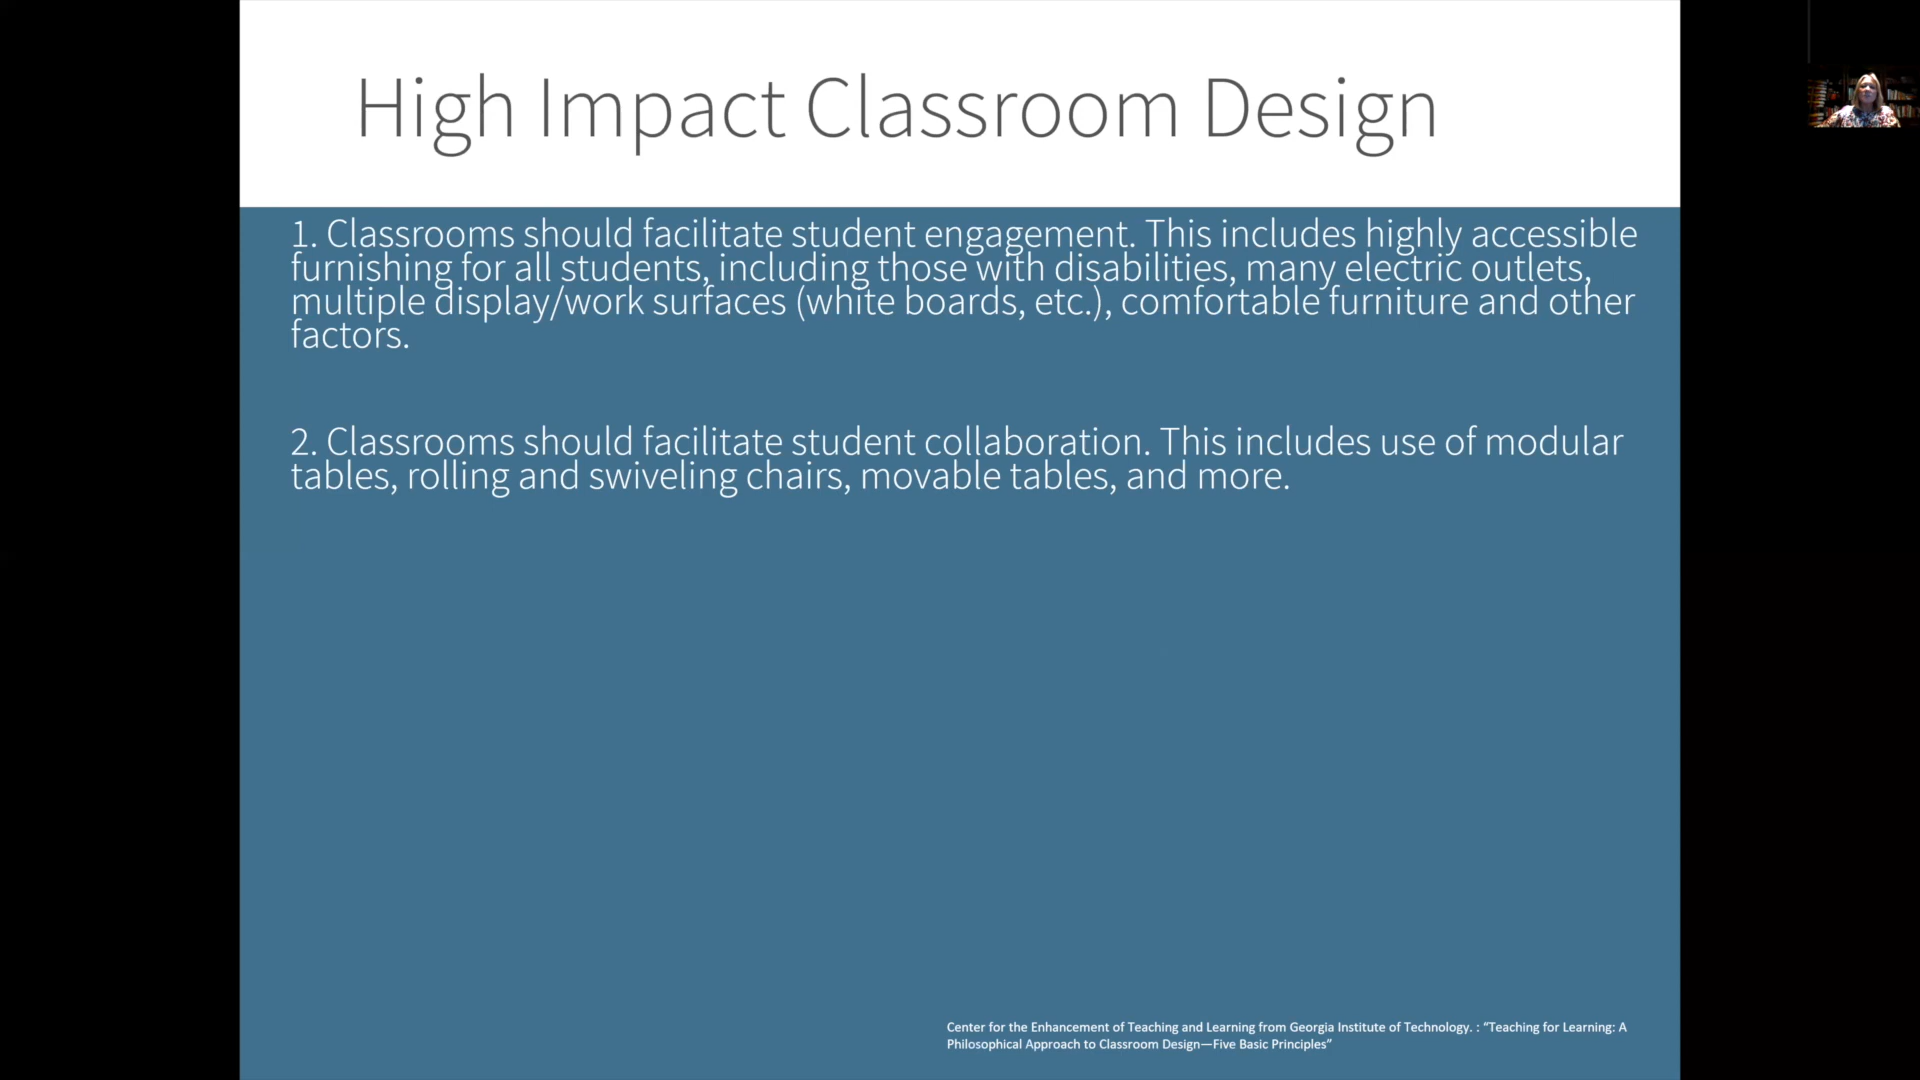 High Impact Classroom Design
1. Classrooms should facilitate student engagement. This includes highly accessible
furnishing for all students, including those with disabilities, many electric outlets,
multiple display/work surfaces (white boards, etc.), comfortable furniture and other
factors.
2. Classrooms should facilitate student collaboration. This includes use of modular
tables, rolling and swiveling chairs, movable tables, and more.
Center for the Enhancement of Teaching and Learning from Georgia Institute of Technology. : “Teaching for Learning: A
Philosophical Approach to Classroom Design—Five Basic Principles”